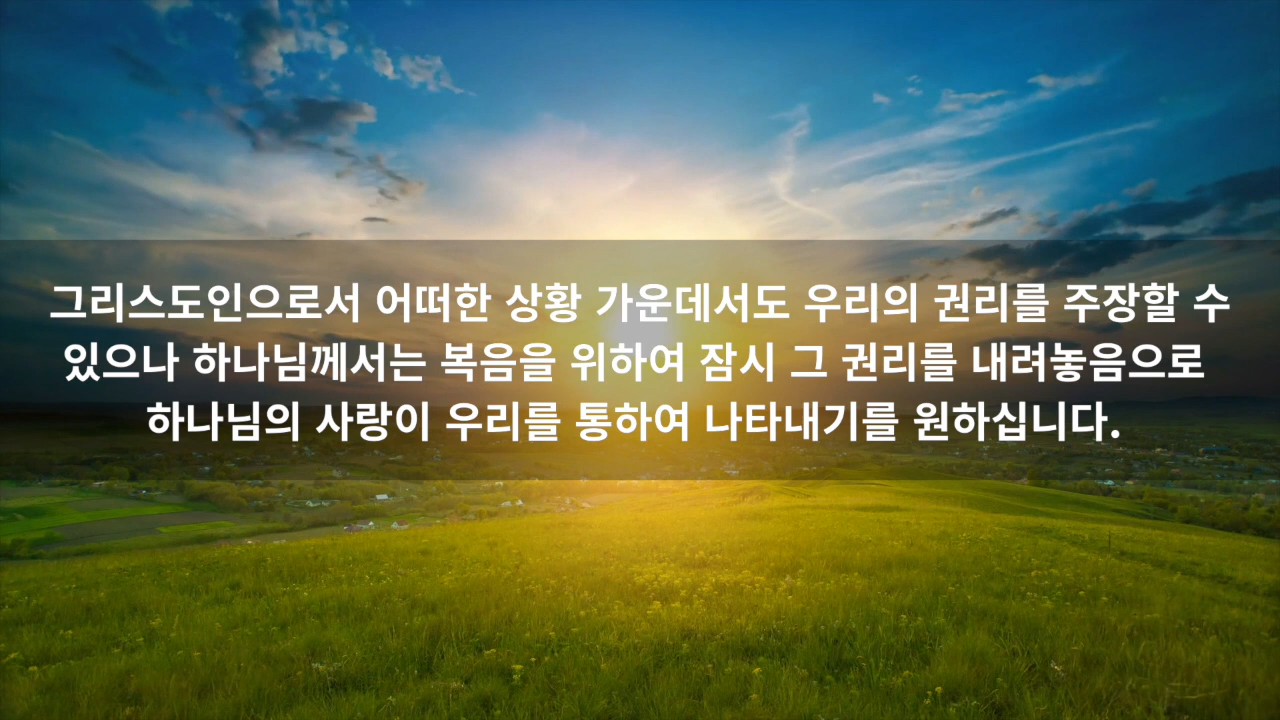 그리스도인으로서 어떠한 상황 가운데서도 우리의 권리를 주장할 수
있으나 하나님께서는 복음을 위하여 잠시 그 권리를 내려놓음으로
하나님의 사랑이 우리를 통하여 나타내기를 원하십니다.